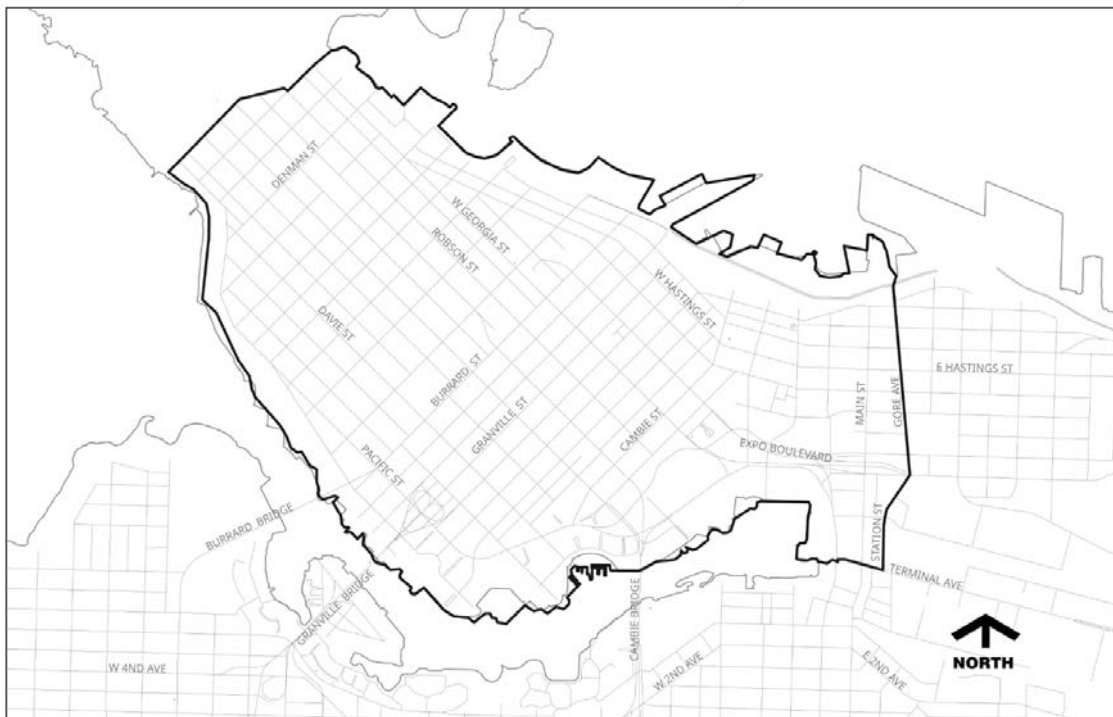 DENMAN ST
W GEORGIA ST
ROBSON ST
W HASTINGS ST
DAVIE ST
BURRARD ST
GRANVILLE ST
CAMBIE ST
MAIN ST
GORE AVE
E HASTINGS ST
EXPO BOULEVARD
PACIFIC ST
BURRARD BRIDGE
STATION ST
TERMINAL AVE
GRANVILLE BRIDGE
CAMBIE BRIDGE
W 4ND AVE
W 2ND AVE
E 2ND AVE
NORTH